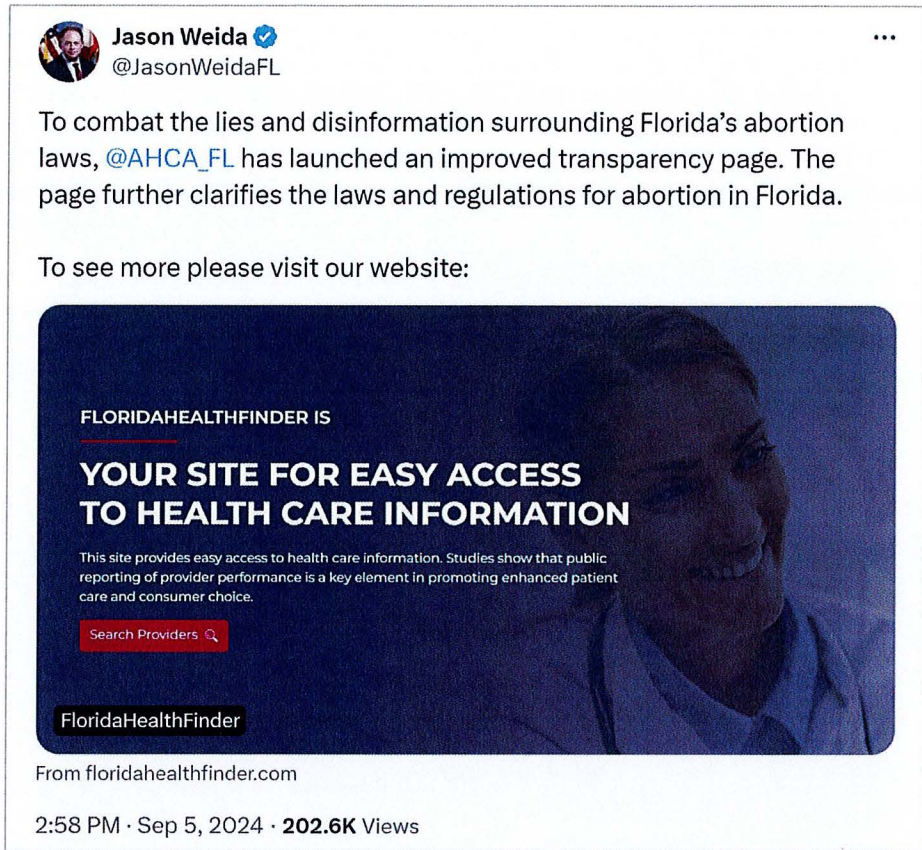 Jason Weida
@JasonWeidaFL
To combat the lies and disinformation surrounding Florida's abortion
laws, @AHCA_FL has launched an improved transparency page. The
page further clarifies the laws and regulations for abortion in Florida.
To see more please visit our website:
FLORIDAHEALTHFINDER IS
YOUR SITE FOR EASY ACCESS
TO HEALTH CARE INFORMATION
This site provides easy access to health care information. Studies show that public
reporting of provider performance is a key element in promoting enhanced patient
care and consumer choice.
Search Providers
FloridaHealthFinder
From floridahealthfinder.com
2:58 PM · Sep 5, 2024 · 202.6K Views